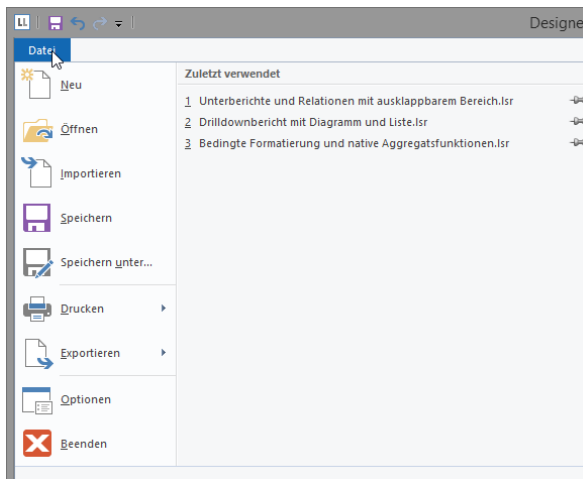 LL
Designe
Datei
Neu
Öffnen
Importieren
Speichern
Speichern unter...
Drucken
Exportieren
Optionen
Beenden
Zuletzt verwendet
1 Unterberichte und Relationen mit ausklappbarem Bereich.lsr
2 Drilldownbericht mit Diagramm und Liste.lsr
3 Bedingte Formatierung und native Aggregatsfunktionen.lsr